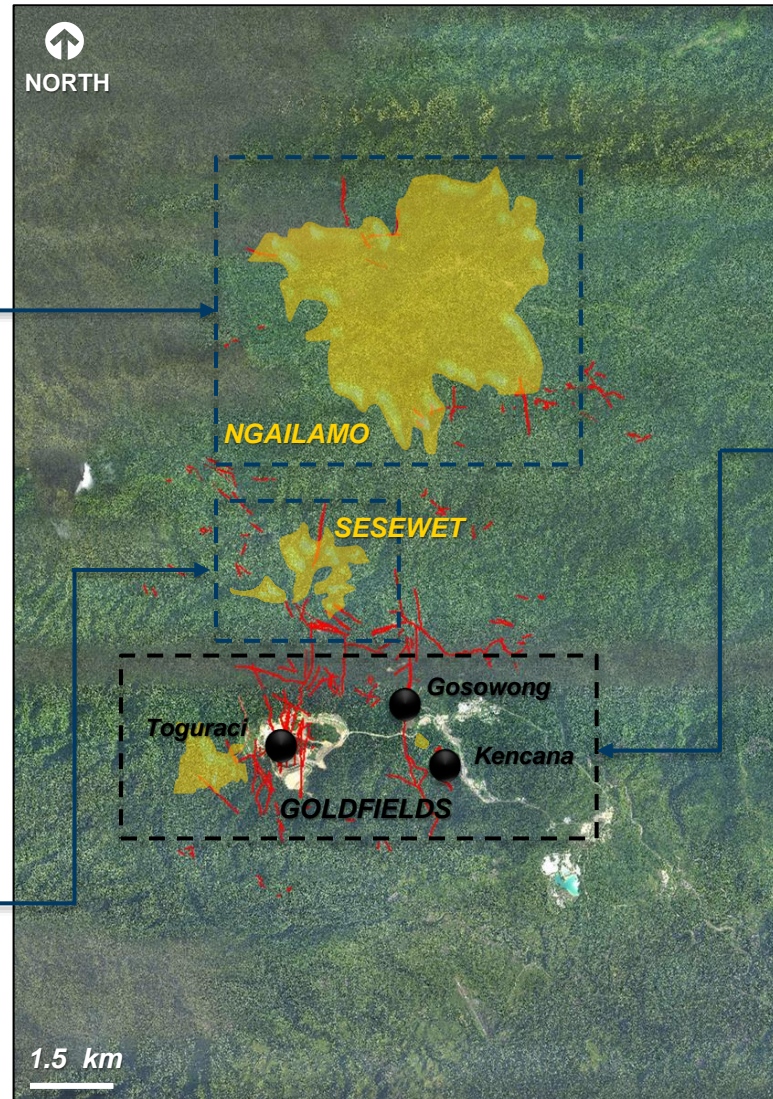 NORTH
NGAILAMO
SESEWET
Gosowong
Toguraci
Kencana
GOLDFIELDS
1.5 km